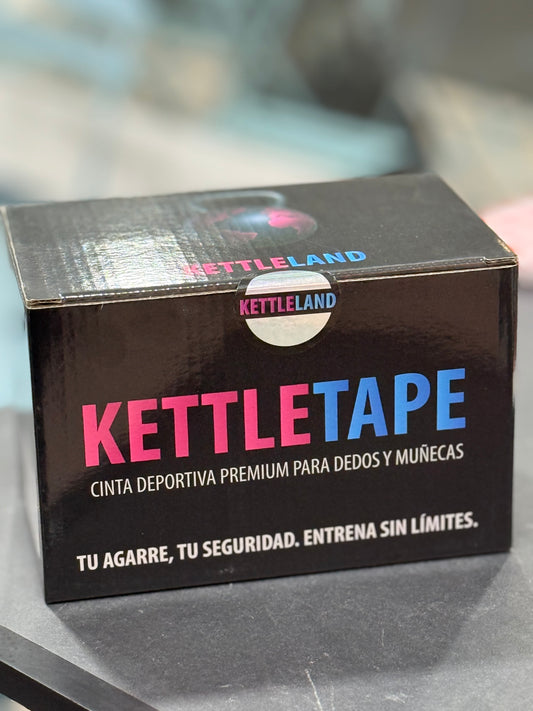 KETTLELAND
KETTLELAND
KETTLETAPE
CINTA DEPORTIVA PREMIUM PARA DEDOS Y MUÑECAS
TU AGARRE, TU SEGURIDAD. ENTRENA SIN LÍMITES.